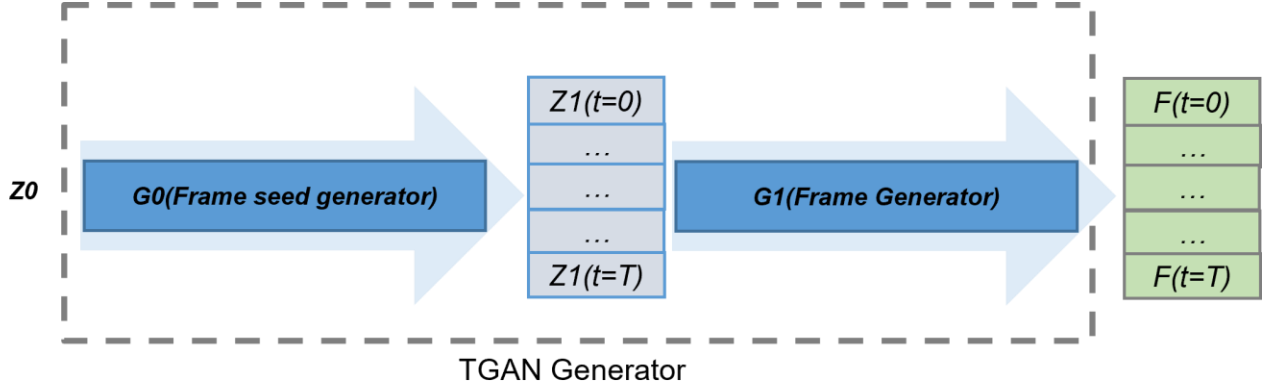 Z0
G0(Frame seed generator)
Z1(t=0)
...
...
...
Z1(t=T)
G1(Frame Generator)
F(t=0)
...
...
...
F(t=T)
TGAN Generator